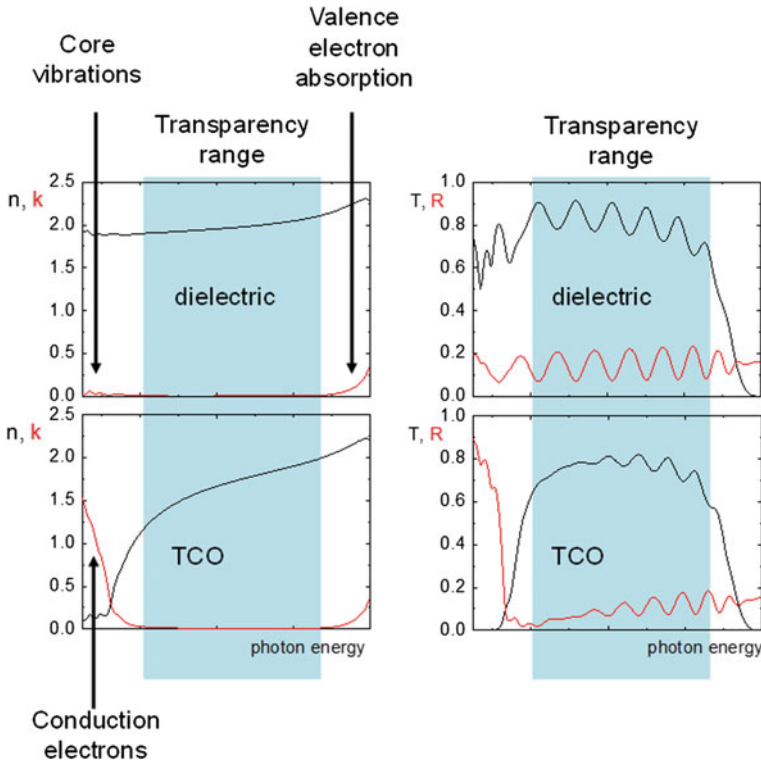 Core
vibrations
Valence
electron
absorption
Transparency
range
Transparency
range
n, k
2.5
2.0
1.5
1.0
0.5
0.0
dielectric
T, R
1.0
0.8
0.6
0.4
0.2
0.0
dielectric
n, k
2.5
2.0
1.5
1.0
0.5
0.0
TCO
photon energy
T, R
1.0
0.8
0.6
0.4
0.2
0.0
TCO
photon energy
Conduction
electrons